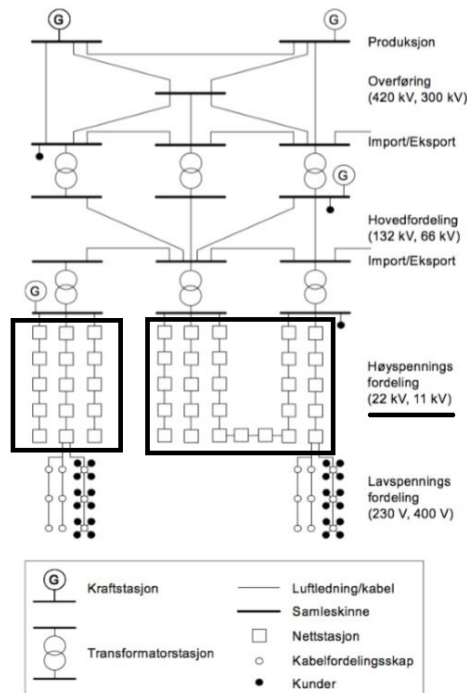 G
G
Produksjon
Overføring
(420 kV, 300 kV)
Import/Eksport
G
Hovedfordeling
(132 kV, 66 kV)
Import/Eksport
G
Høyspennings
fordeling
(22 kV, 11 kV)
Lavspennings
fordeling
(230 V, 400 V)
G
Kraftstasjon
Transformatorstasjon
Luftledning/kabel
Samleskinne
Nettstasjon
Kabelfordelingsskap
Kunder